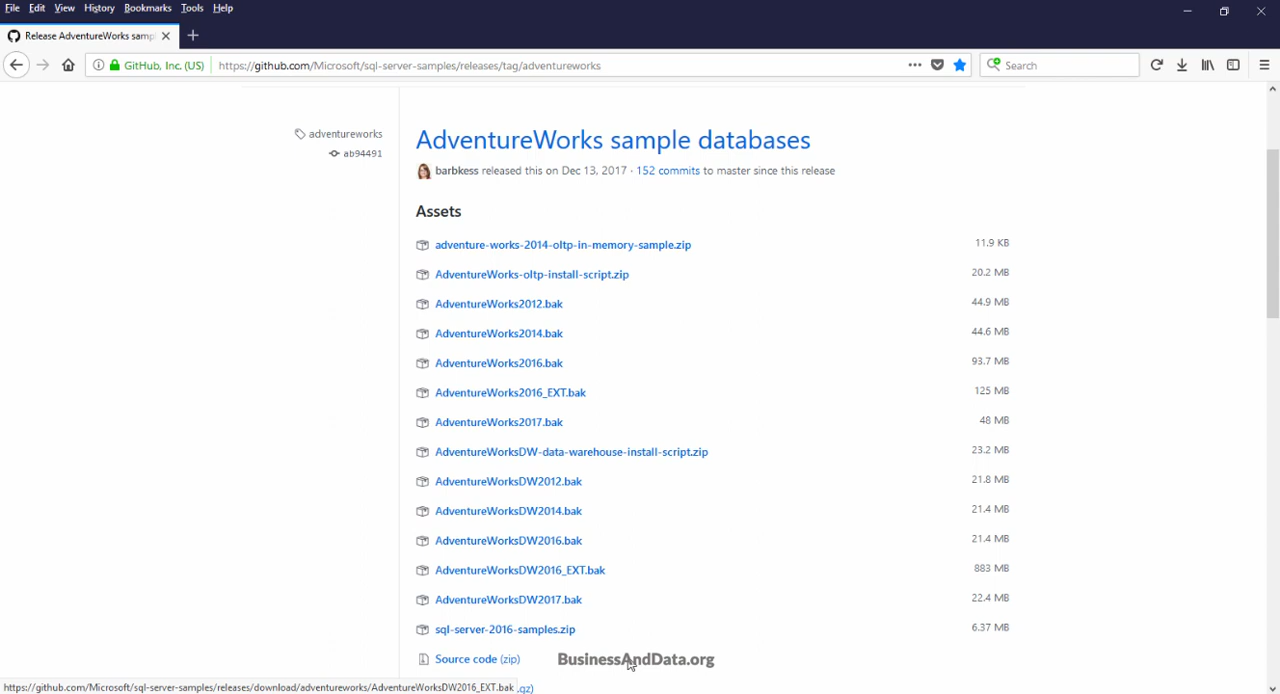 File Edit View History Bookmarks Tools Help
Release AdventureWorks samp
GitHub, Inc. (US) https://github.com/Microsoft/sql-server-samples/releases/tag/adventureworks
Search
adventureworks
ab94491
AdventureWorks sample databases
barbkess released this on Dec 13, 2017 · 152 commits to master since this release
Assets
adventure-works-2014-oltp-in-memory-sample.zip 11.9 KB
AdventureWorks-oltp-install-script.zip 20.2 MB
AdventureWorks2012.bak 44.9 MB
AdventureWorks2014.bak 44.6 MB
AdventureWorks2016.bak 93.7 MB
AdventureWorks2016_EXT.bak 125 MB
AdventureWorks2017.bak 48 MB
AdventureWorksDW-data-warehouse-install-script.zip 23.2 MB
AdventureWorksDW2012.bak 21.8 MB
AdventureWorksDW2014.bak 21.4 MB
AdventureWorksDW2016.bak 21.4 MB
AdventureWorksDW2016_EXT.bak 883 MB
AdventureWorksDW2017.bak 22.4 MB
sql-server-2016-samples.zip 6.37 MB
Source code (zip)
BusinessAndData.org
https://github.com/Microsoft/sql-server-samples/releases/download/adventureworks/AdventureWorksDW2016_EXT.bak .gz)